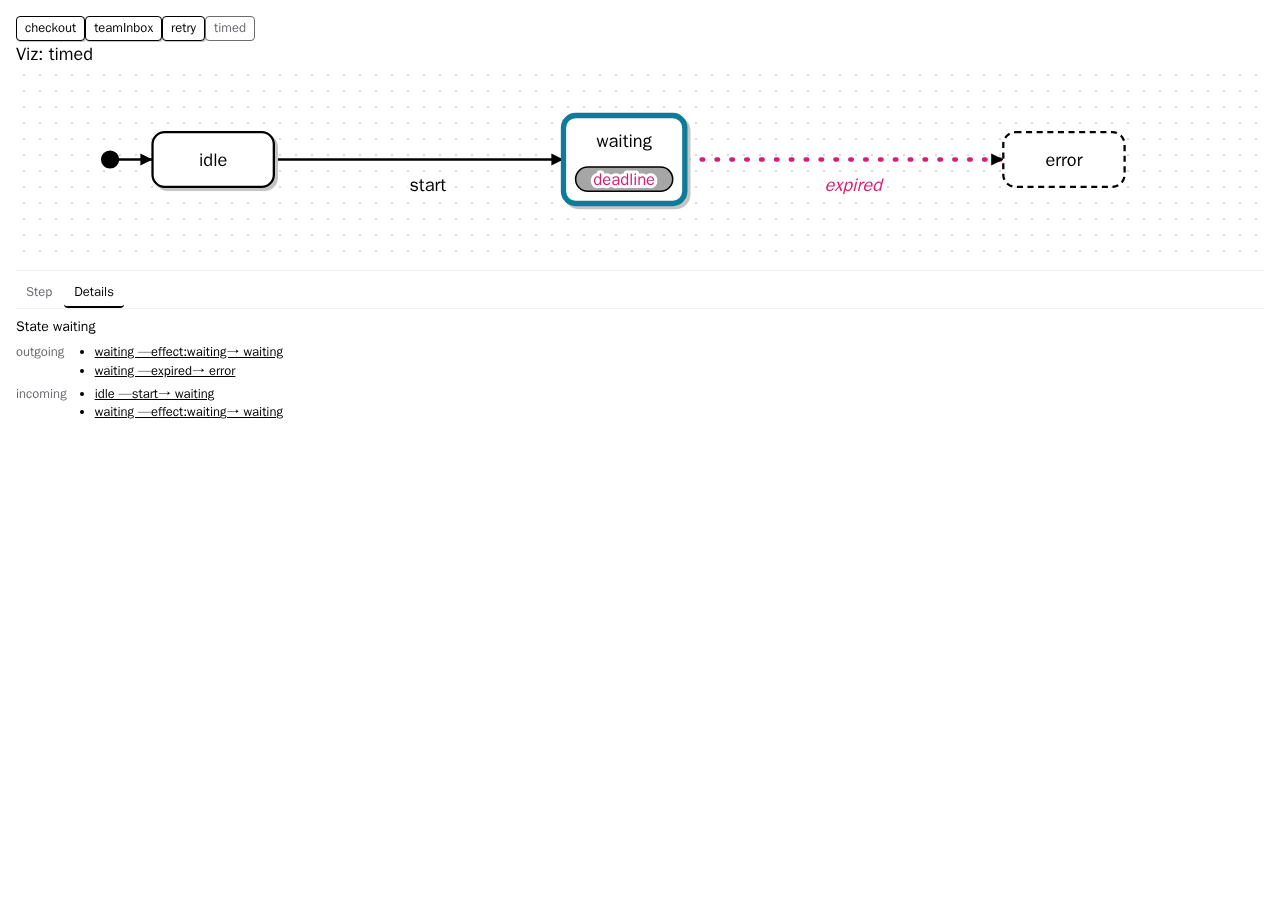 checkout teamInbox retry timed
Viz: timed
idle
start
waiting
deadline
expired
error
Step Details
State waiting
outgoing
• waiting —effect:waiting→ waiting
• waiting —expired→ error
incoming
• idle —start→ waiting
• waiting —effect:waiting→ waiting